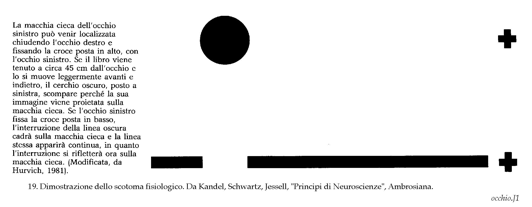 La macchia cieca dell'occhio
sinistro può venir localizzata
chiudendo l'occhio destro e
fissando la croce posta in alto, con
l'occhio sinistro. Se il libro viene
tenuto a circa 45 cm dall'occhio e
lo si muove leggermente avanti e
indietro, il cerchio oscuro, posto a
sinistra, scompare perché la sua
immagine viene proietata sulla
macchia cieca. Se l'occhio sinistro
fissa la croce posta in basso,
l'interruzione della linea oscura
cadrà sulla macchia cieca e la linea
stessa apparirà continua, in quanto
l'interruzione si rifletterà ora sulla
macchia cieca. (Modificata, da
Hurvich, 1981).
19. Dimostrazione dello scotoma fisiologico. Da Kandel, Schwartz, Jessell, "Principi di Neuroscienze", Ambrosiana.
occhio,[1